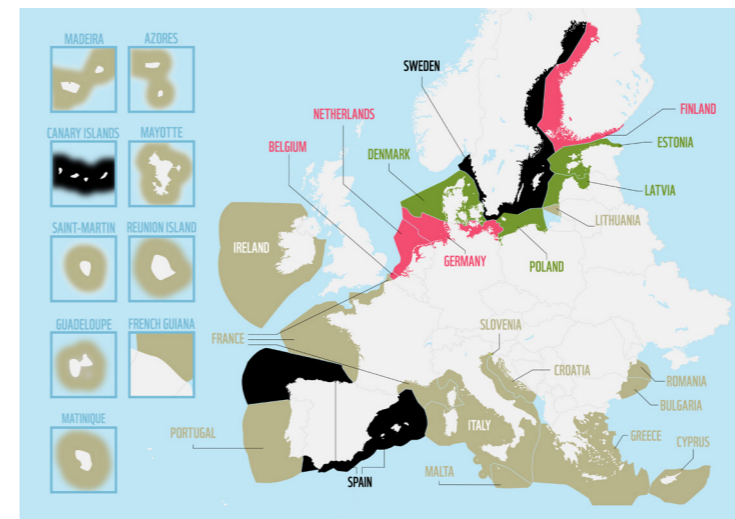 MADEIRA
AZORES
CANARY ISLANDS
MAYOTTE
SAINT-MARTIN
REUNION ISLAND
GUADELOUPE
FRENCH GUIANA
MATINIQUE
SWEDEN
NETHERLANDS
BELGIUM
DENMARK
FINLAND
ESTONIA
LATVIA
LITHUANIA
IRELAND
GERMANY
POLAND
FRANCE
SLOVENIA
CROATIA
ROMANIA
BULGARIA
PORTUGAL
ITALY
GREECE
CYPRUS
MALTA
SPAIN